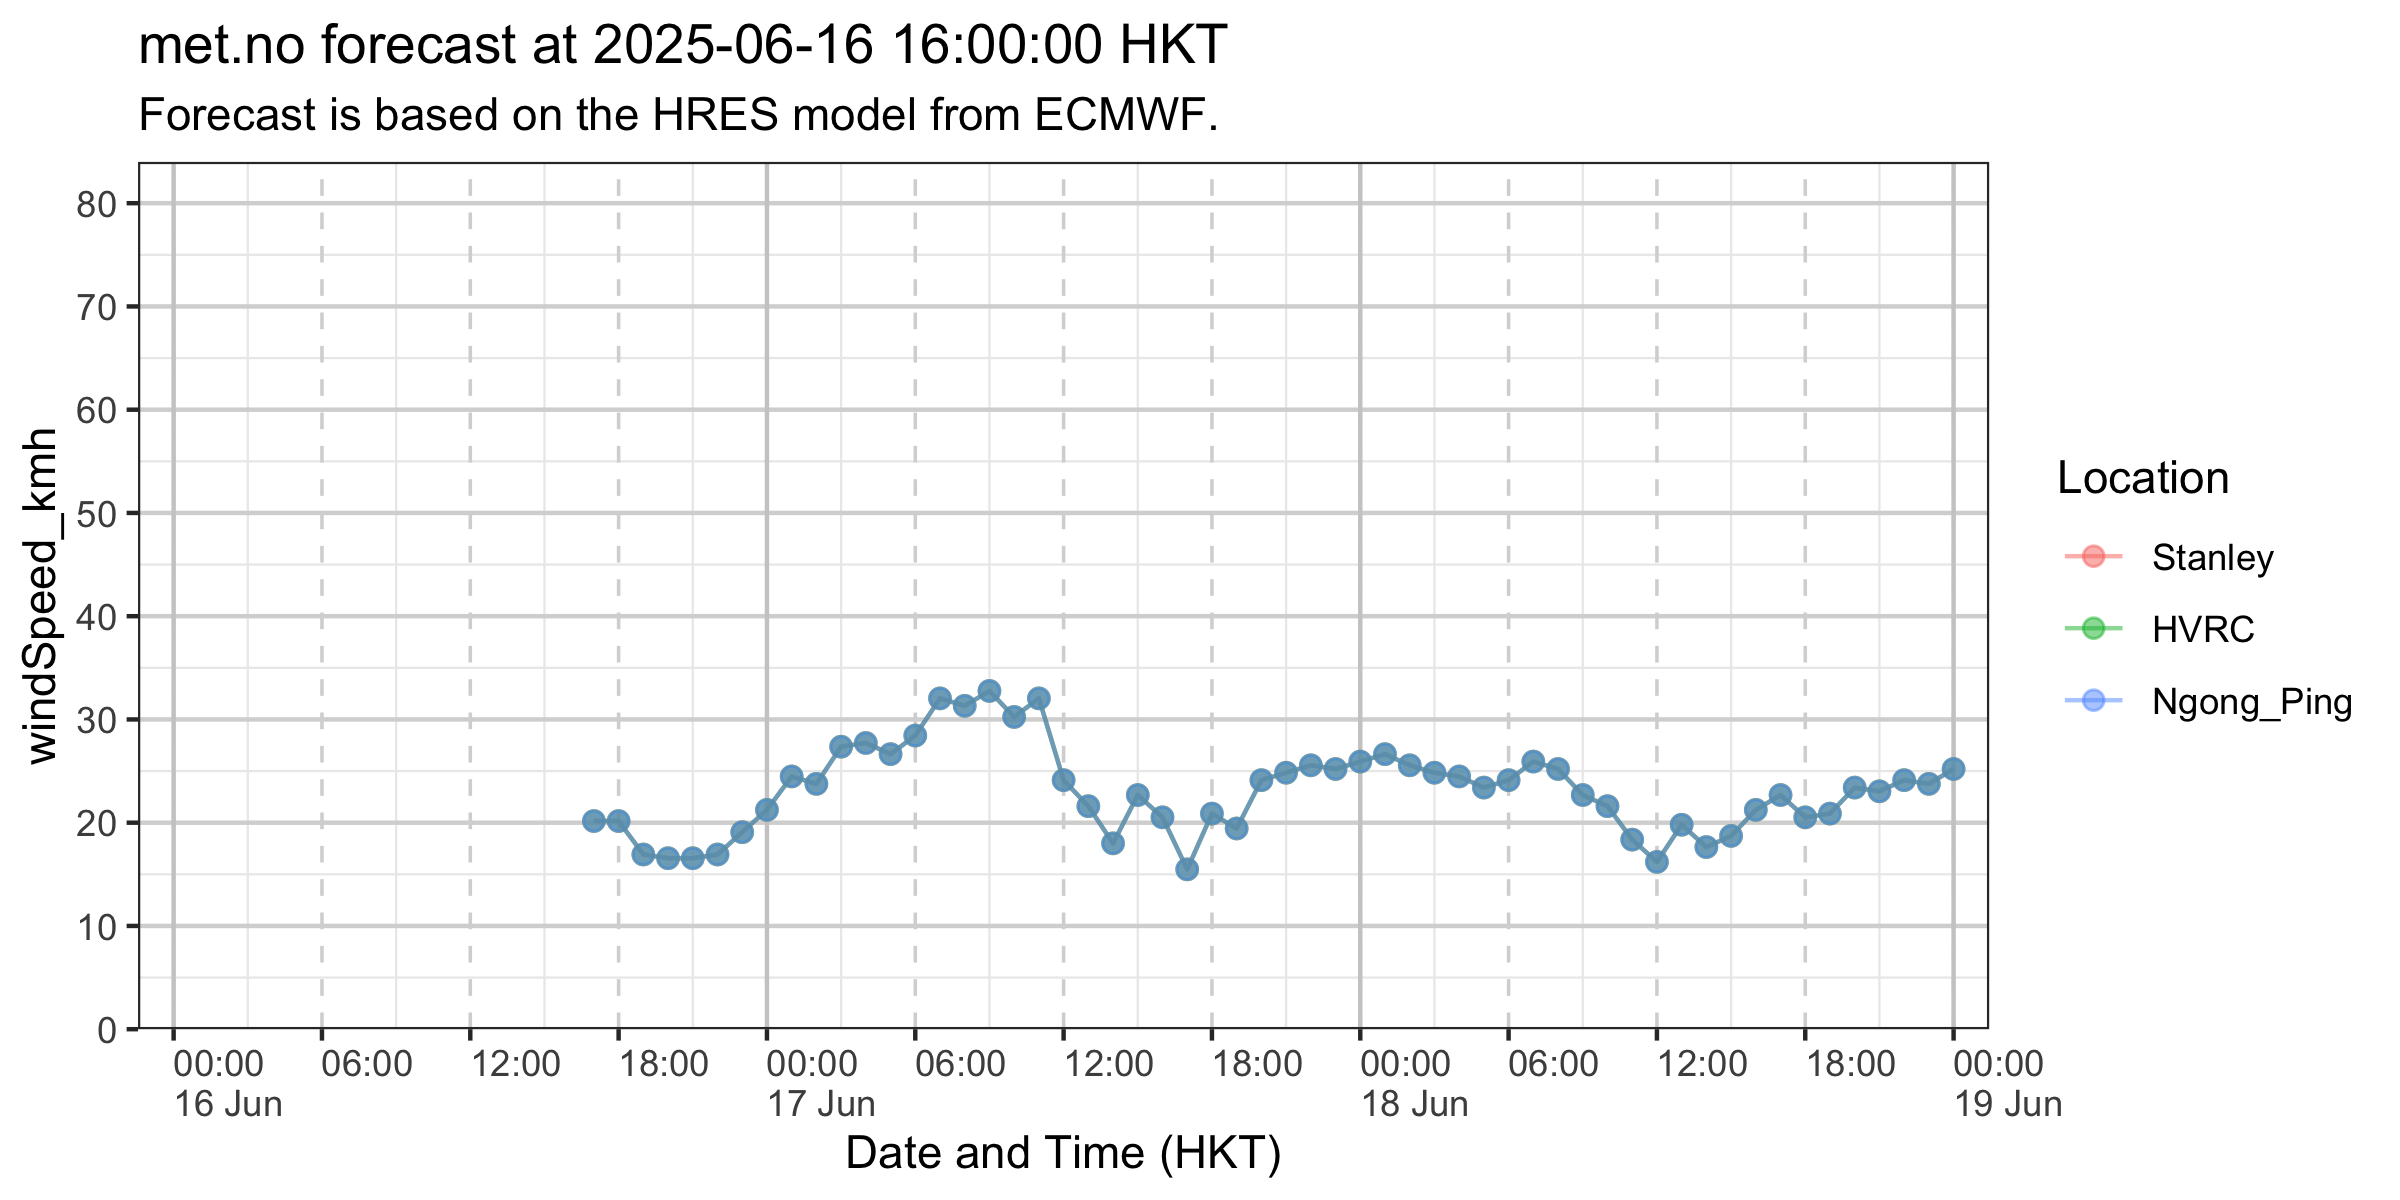 met.no forecast at 2025-06-16 16:00:00 HKT
Forecast is based on the HRES model from ECMWF.
windSpeed_kmh
80
70
60
50
40
30
20
10
0
00:00 06:00 12:00 18:00 00:00 06:00 12:00 18:00 00:00 06:00 12:00 18:00 00:00
16 Jun 17 Jun 18 Jun 19 Jun
Date and Time (HKT)
Location
Stanley
HVRC
Ngong_Ping